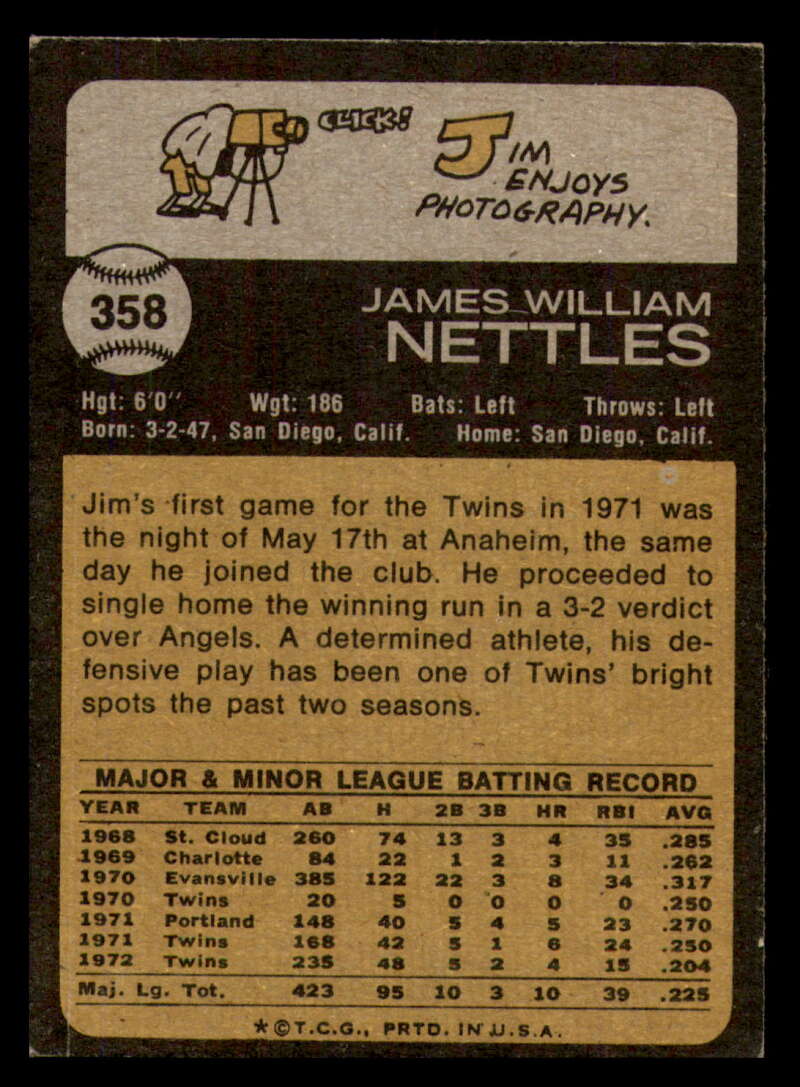 CLICK!
JIM
ENJOYS
PHOTOGRAPHY.
358
JAMES WILLIAM
NETTLES
Hgt: 6'0" Wgt: 186 Bats: Left Throws: Left
Born: 3-2-47, San Diego, Calif. Home: San Diego, Calif.
Jim's first game for the Twins in 1971 was
the night of May 17th at Anaheim, the same
day he joined the club. He proceeded to
single home the winning run in a 3-2 verdict
over Angels. A determined athlete, his de-
fensive play has been one of Twins' bright
spots the past two seasons.
MAJOR & MINOR LEAGUE BATTING RECORD
YEAR TEAM AB H 2B 3B HR RBI AVG
1968 St. Cloud 260 74 13 3 4 35 .285
1969 Charlotte 84 22 1 2 3 11 .262
1970 Evansville 385 122 22 3 8 34 .317
1970 Twins 20 5 0 0 0 0 .250
1971 Portland 148 40 5 4 5 23 .270
1971 Twins 168 42 5 1 6 24 .250
1972 Twins 235 48 5 2 4 15 .204
Maj. Lg. Tot. 423 95 10 3 10 39 .225
*©T.C.G., PRTD. IN U.S.A.